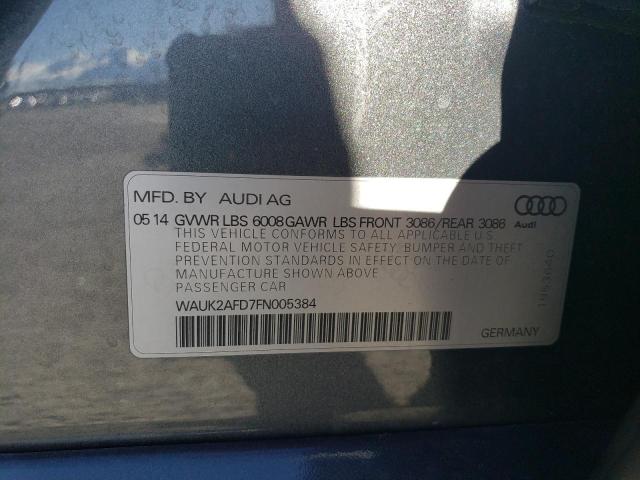 MFD. BY AUDI AG
05 14 GVWR LBS 6008 GAWR LBS FRONT 3086/REAR 3086
Audi
THIS VEHICLE CONFORMS TO ALL APPLICABLE U.S.
FEDERAL MOTOR VEHICLE SAFETY, BUMPER AND THEFT
PREVENTION STANDARDS IN EFFECT ON THE DATE OF
MANUFACTURE SHOWN ABOVE
PASSENGER CAR
WAUK2AFD7FN005384
GERMANY